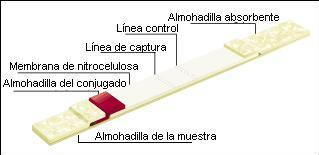 Almohadilla absorbente
Línea control
Línea de captura
Membrana de nitrocelulosa
Almohadilla del conjugado
Almohadilla de la muestra